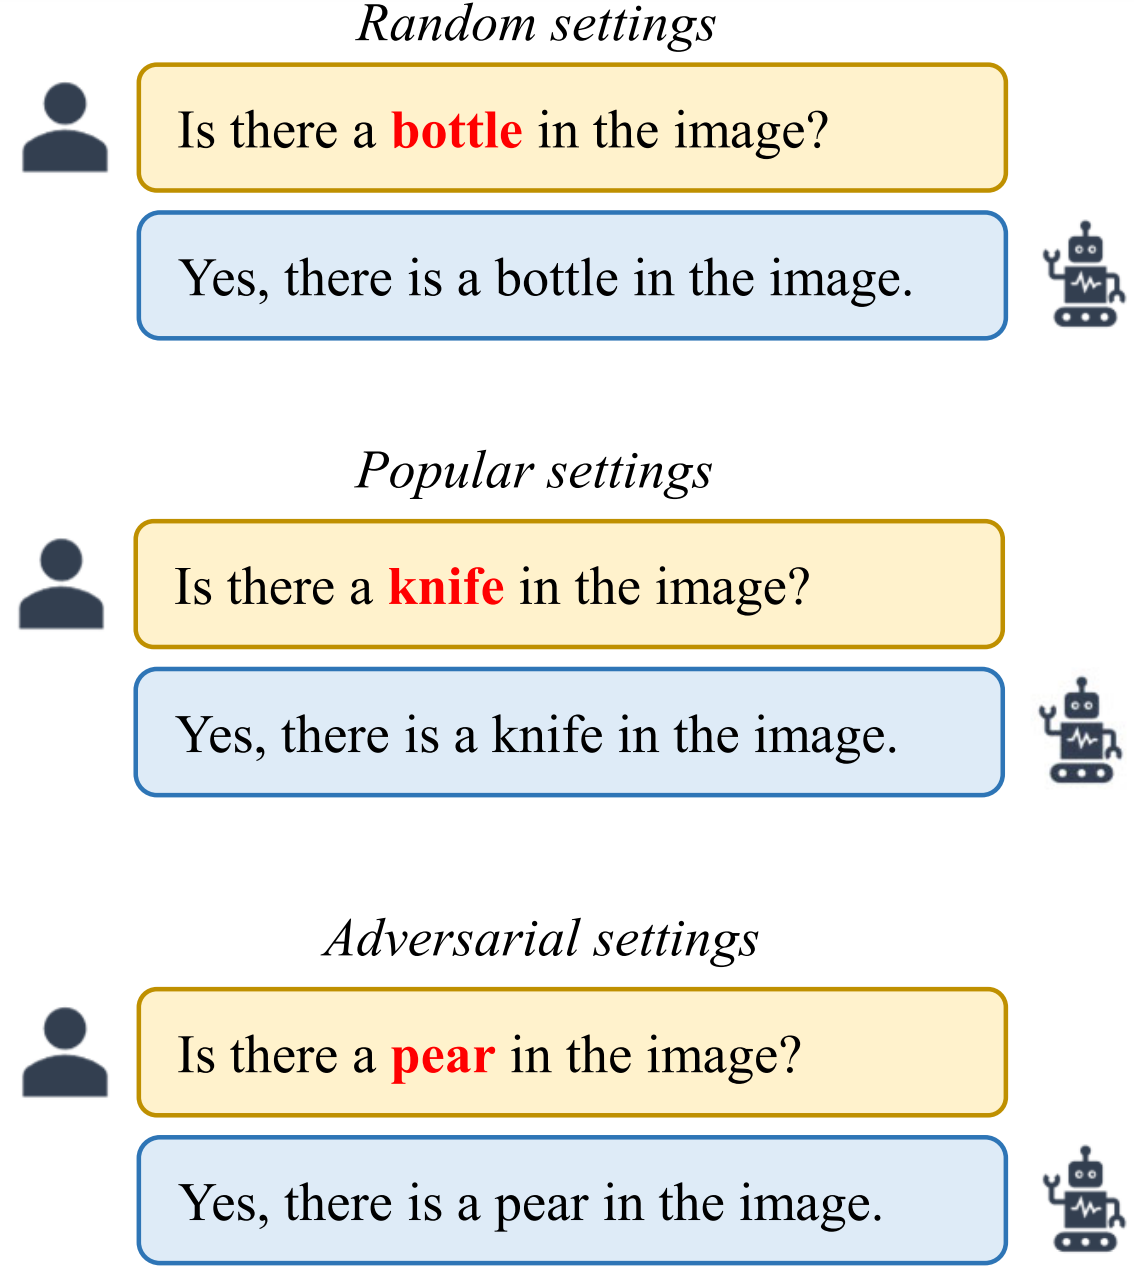 Random settings
Is there a bottle in the image?
Yes, there is a bottle in the image.
Popular settings
Is there a knife in the image?
Yes, there is a knife in the image.
Adversarial settings
Is there a pear in the image?
Yes, there is a pear in the image.